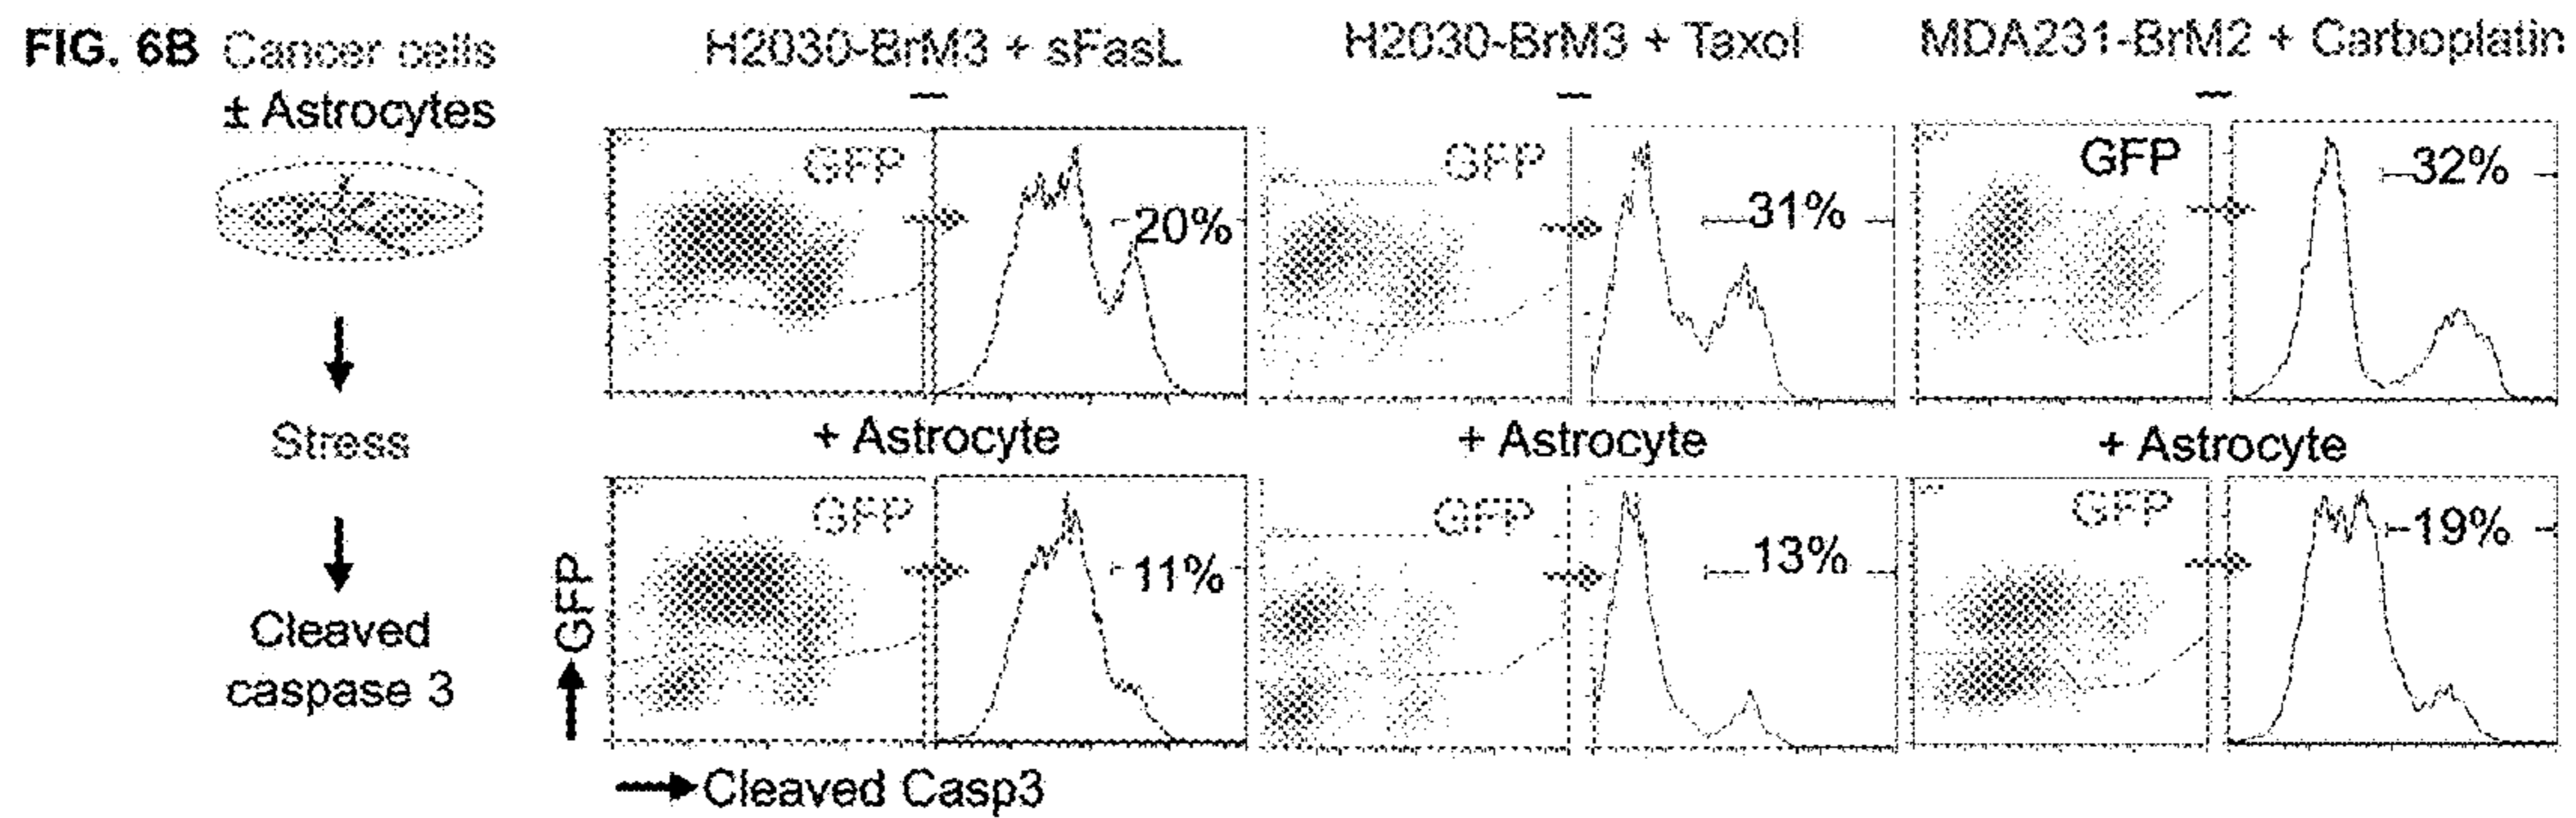 FIG. 6B Cancer cells
± Astrocytes
Stress
Cleaved
caspase 3
H2030-BrM3 + sFasL
H2030-BrM3 + Taxol
MDA231-BrM2 + Carboplatin
–
–
–
GFP
20%
GFP
31%
GFP
32%
+ Astrocyte
+ Astrocyte
+ Astrocyte
GFP
11%
GFP
13%
GFP
19%
GFP
Cleaved Casp3